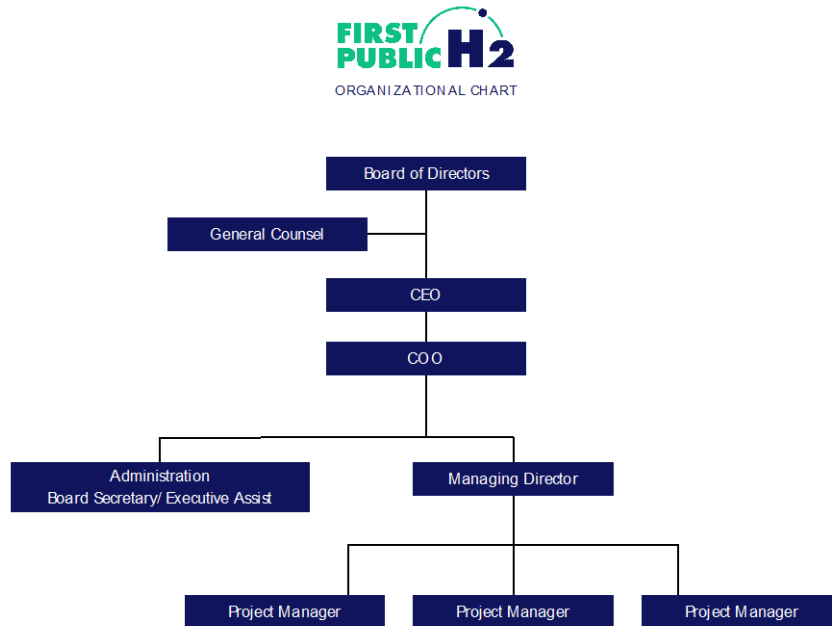 FIRST
PUBLIC H2
ORGANIZATIONAL CHART
Board of Directors
General Counsel
CEO
COO
Administration
Board Secretary/ Executive Assist
Managing Director
Project Manager
Project Manager
Project Manager